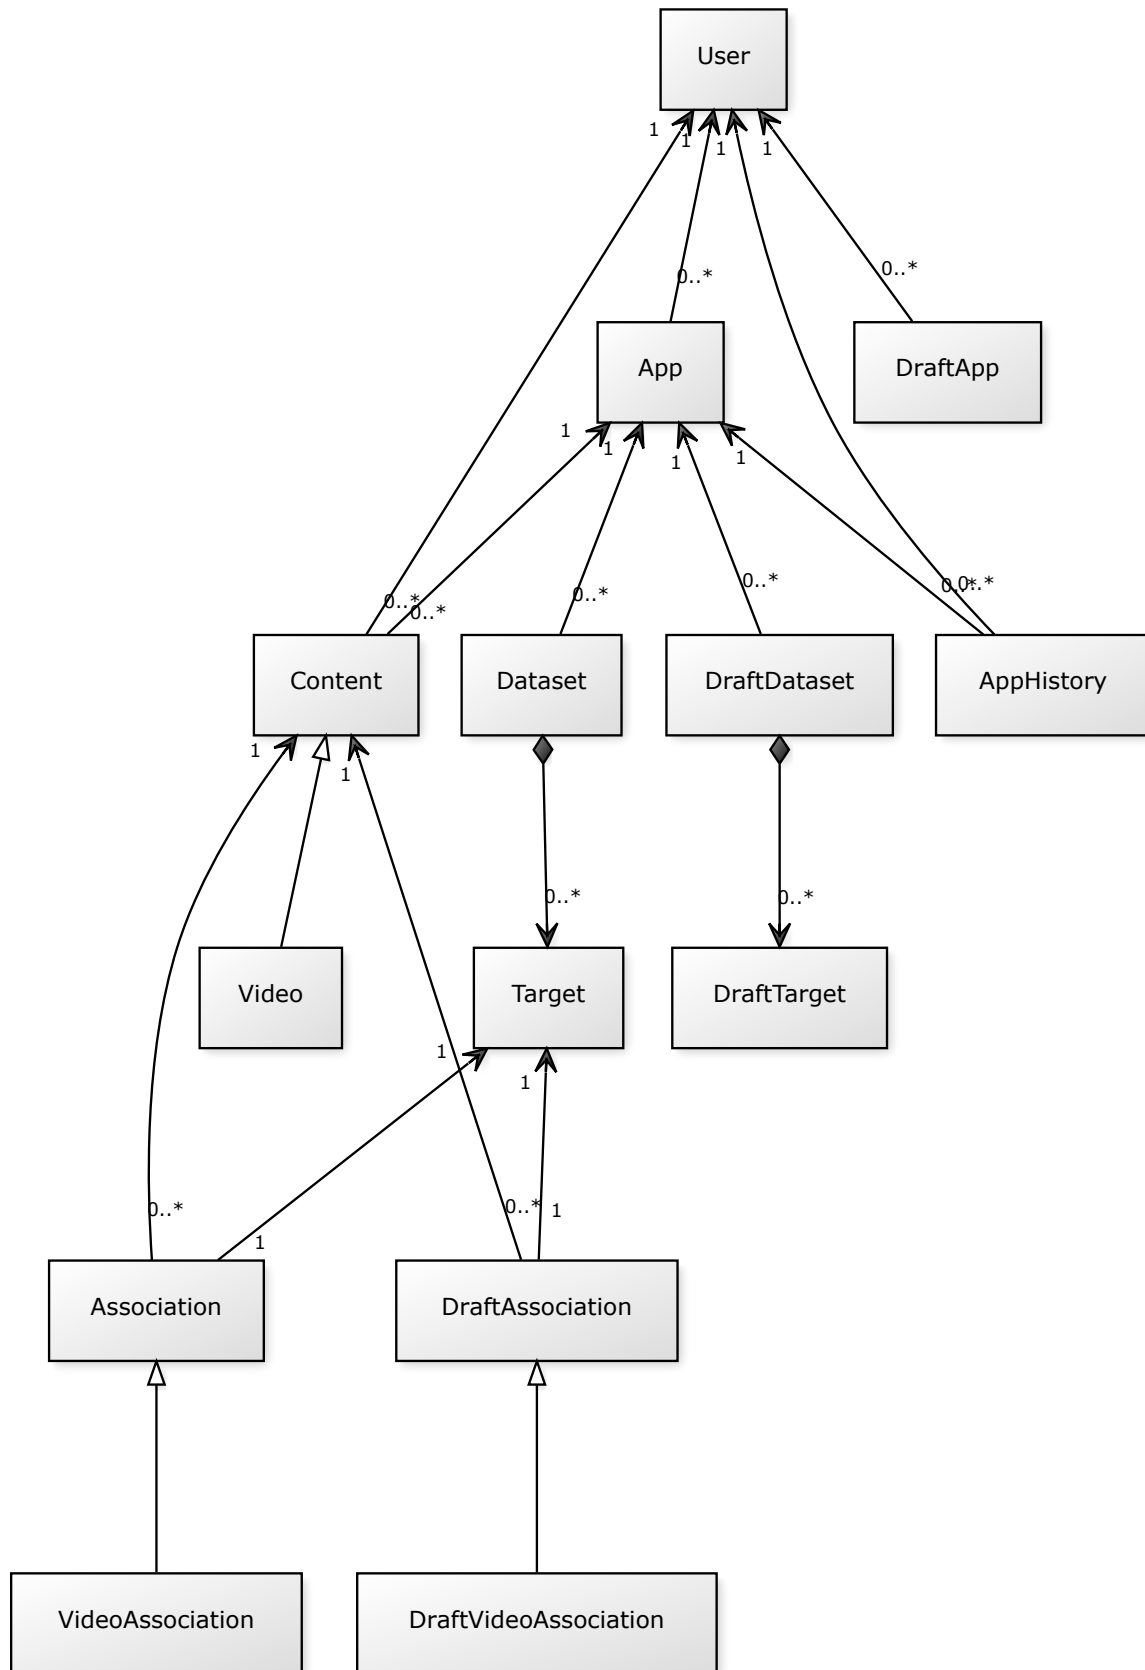 User
1
1
1
1
0..*
0..*
App
DraftApp
1
1
1
1
0..*
0..*
0..*
0..*
0..*
0..*
Content
Dataset
DraftDataset
AppHistory
1
1
0..*
0..*
Video
Target
DraftTarget
1
1
0..*
0..*
1
1
Association
DraftAssociation
VideoAssociation
DraftVideoAssociation